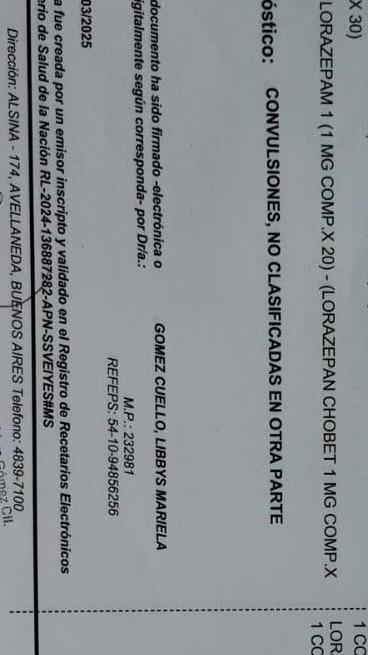 X 30)
LORAZEPAM 1 (1 MG COMP.X 20) - (LORAZEPAN CHOBET 1 MG COMP.X
óstico: CONVULSIONES, NO CLASIFICADAS EN OTRA PARTE
documento ha sido firmado -electrónica o
igitalmente según corresponda- por Dr/a.:
GOMEZ CUELLO, LIBBYS MARIELA
M.P.: 232981
REFEPS: 54-10-94856256
03/2025
a fue creada por un emisor inscripto y validado en el Registro de Recetarios Electrónicos
erio de Salud de la Nación RL-2024-136887282-APN-SSVEIYES#MS
Dirección: ALSINA - 174, AVELLANEDA, BUENOS AIRES Telefono: 4839-7100
Gómez C
1 CC
LOR
1 CC